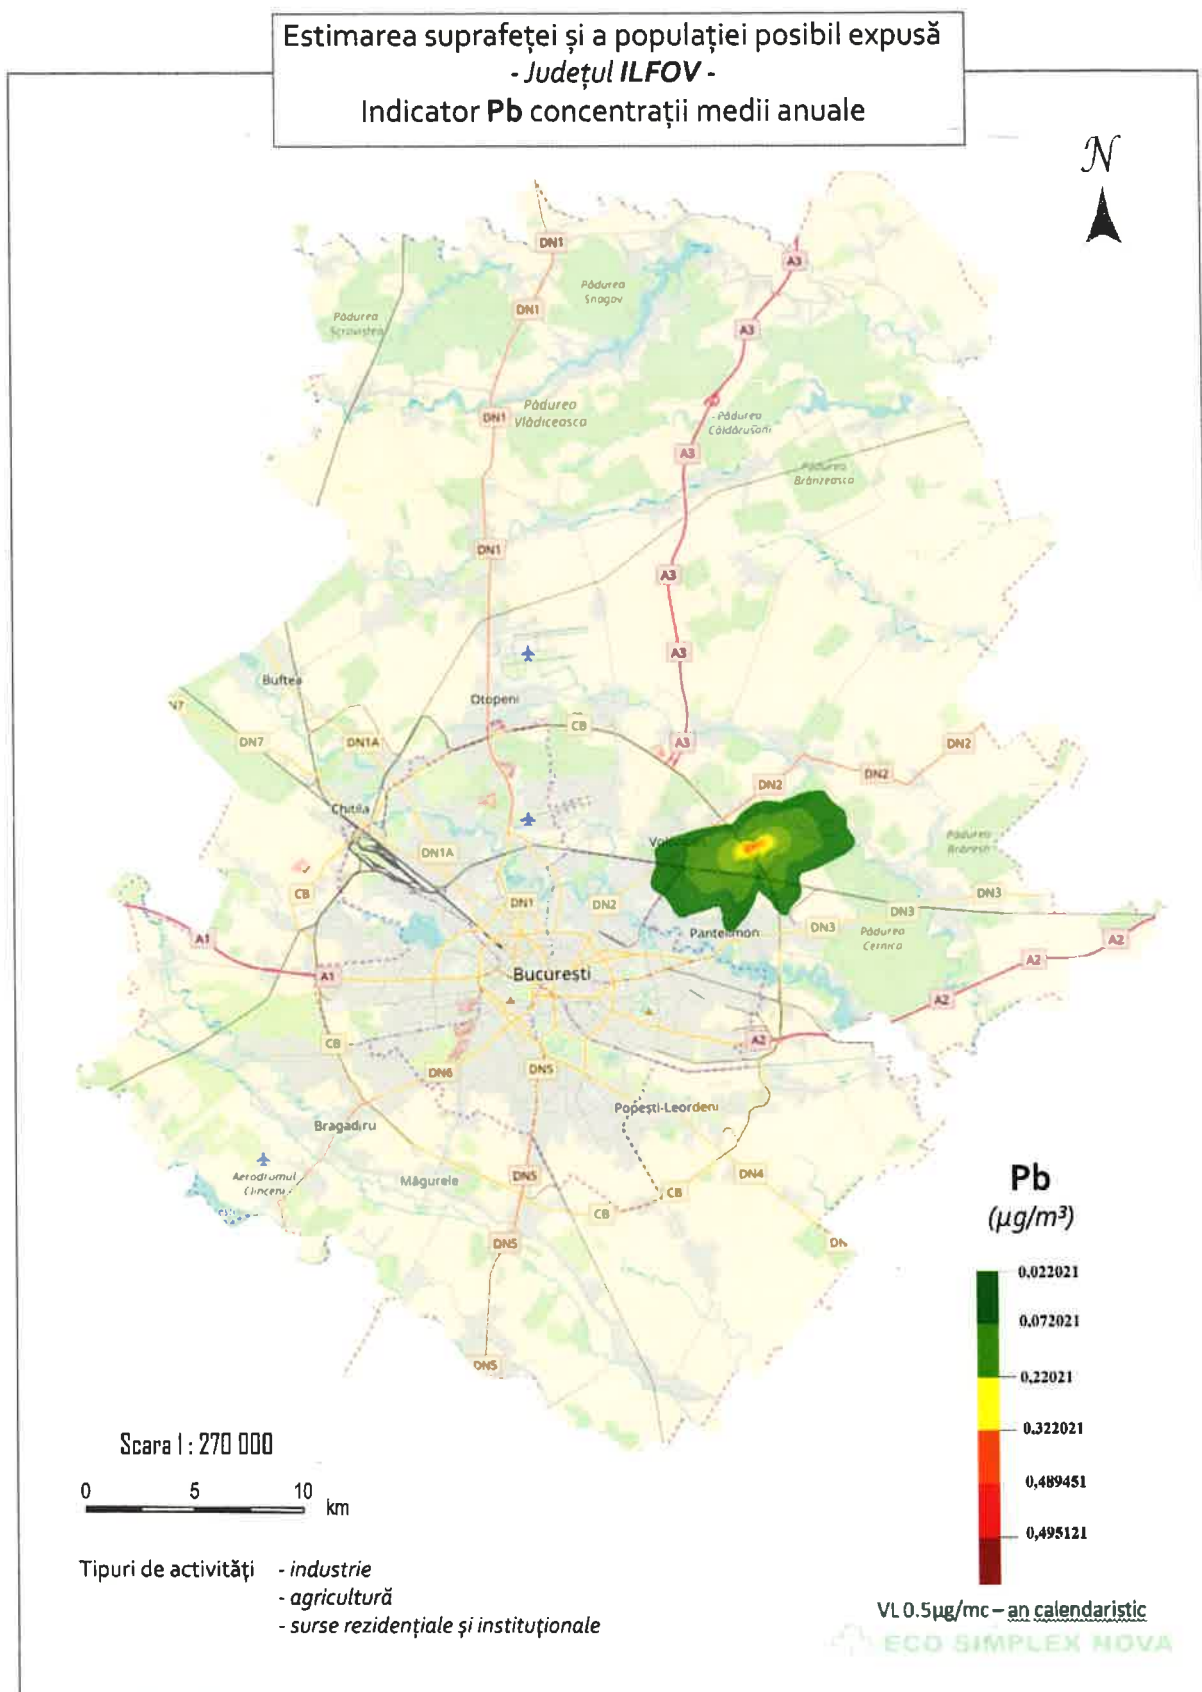 Estimarea suprafeței și a populației posibil expusă
- Județul ILFOV -
Indicator Pb concentrații medii anuale
N
DN1
A3
Pădurea
Snagov
DN1
Pădurea
A3
Pădurea
Vlădiceasca
DN1
- Pădurea
Căldărușani
A3
Pădurea
Brânzeasca
DN1
A3
A3
Buftea
Otopeni
N7
CB
DN7
DN1A
A3
DN2
DN2
DN2
Chitila
DN1A
Pădurea
CB
DN1
DN2
DN3
DN3
DN3
Pantelimon
Pădurea
Cernica
A1
A2
A2
A1
București
A2
CB
A2
DN6
DN5
Popești-Leordeni
Bragadiru
Aerodromul
Clinceni
Măgurele
DN5
DN4
CB
CB
DN5
DN
DN5
Pb
(µg/m³)
0,022021
0,072021
0,22021
0,322021
0,489451
0,495121
Scara 1 : 270 000
0 5 10
km
Tipuri de activități - industrie
- agricultură
- surse rezidențiale și instituționale
VL 0.5µg/mc – an calendaristic
ECO SIMPLEX NOVA